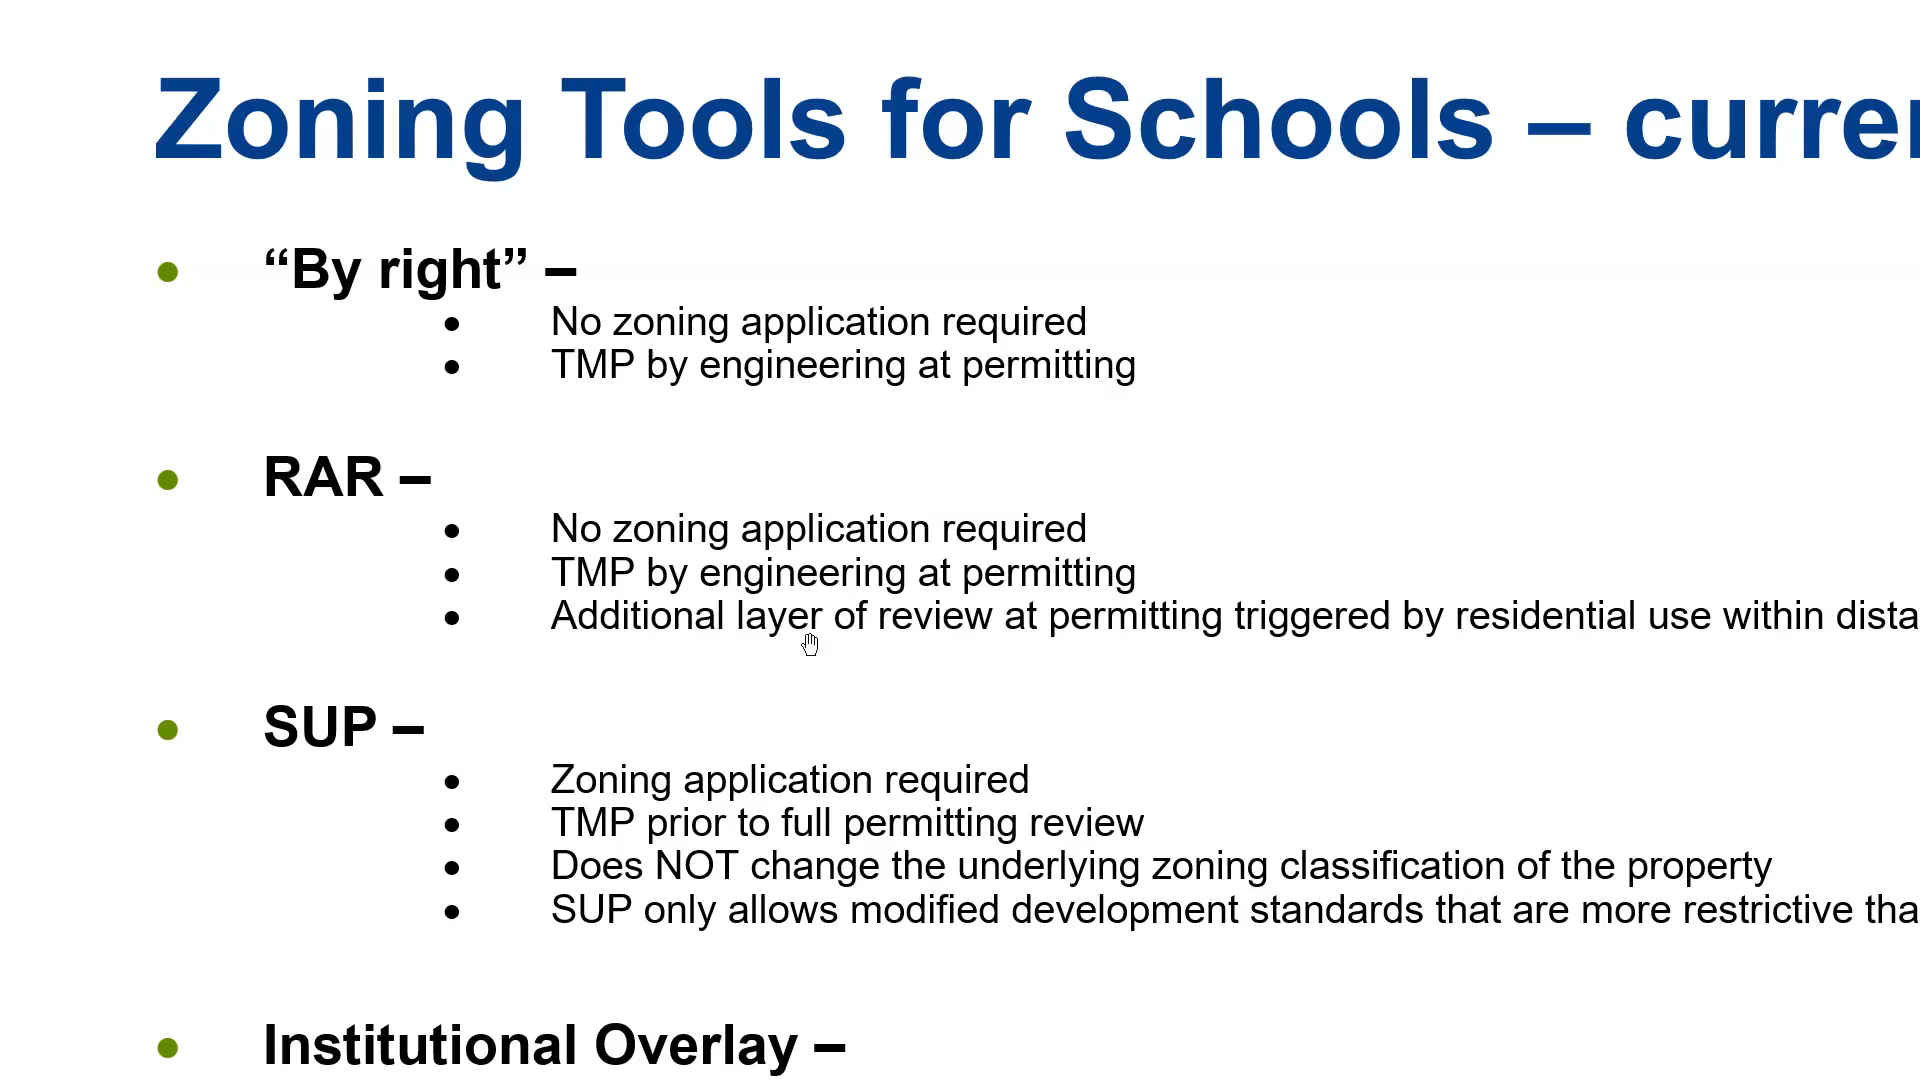 Zoning Tools for Schools –
• “By right” –
• No zoning application required
• TMP by engineering at permitting
• RAR –
• No zoning application required
• TMP by engineering at permitting
• Additional layer of review at permitting triggered by residential use within
• SUP –
• Zoning application required
• TMP prior to full permitting review
• Does NOT change the underlying zoning classification of the property
• SUP only allows modified development standards that are more restrictive
• Institutional Overlay –